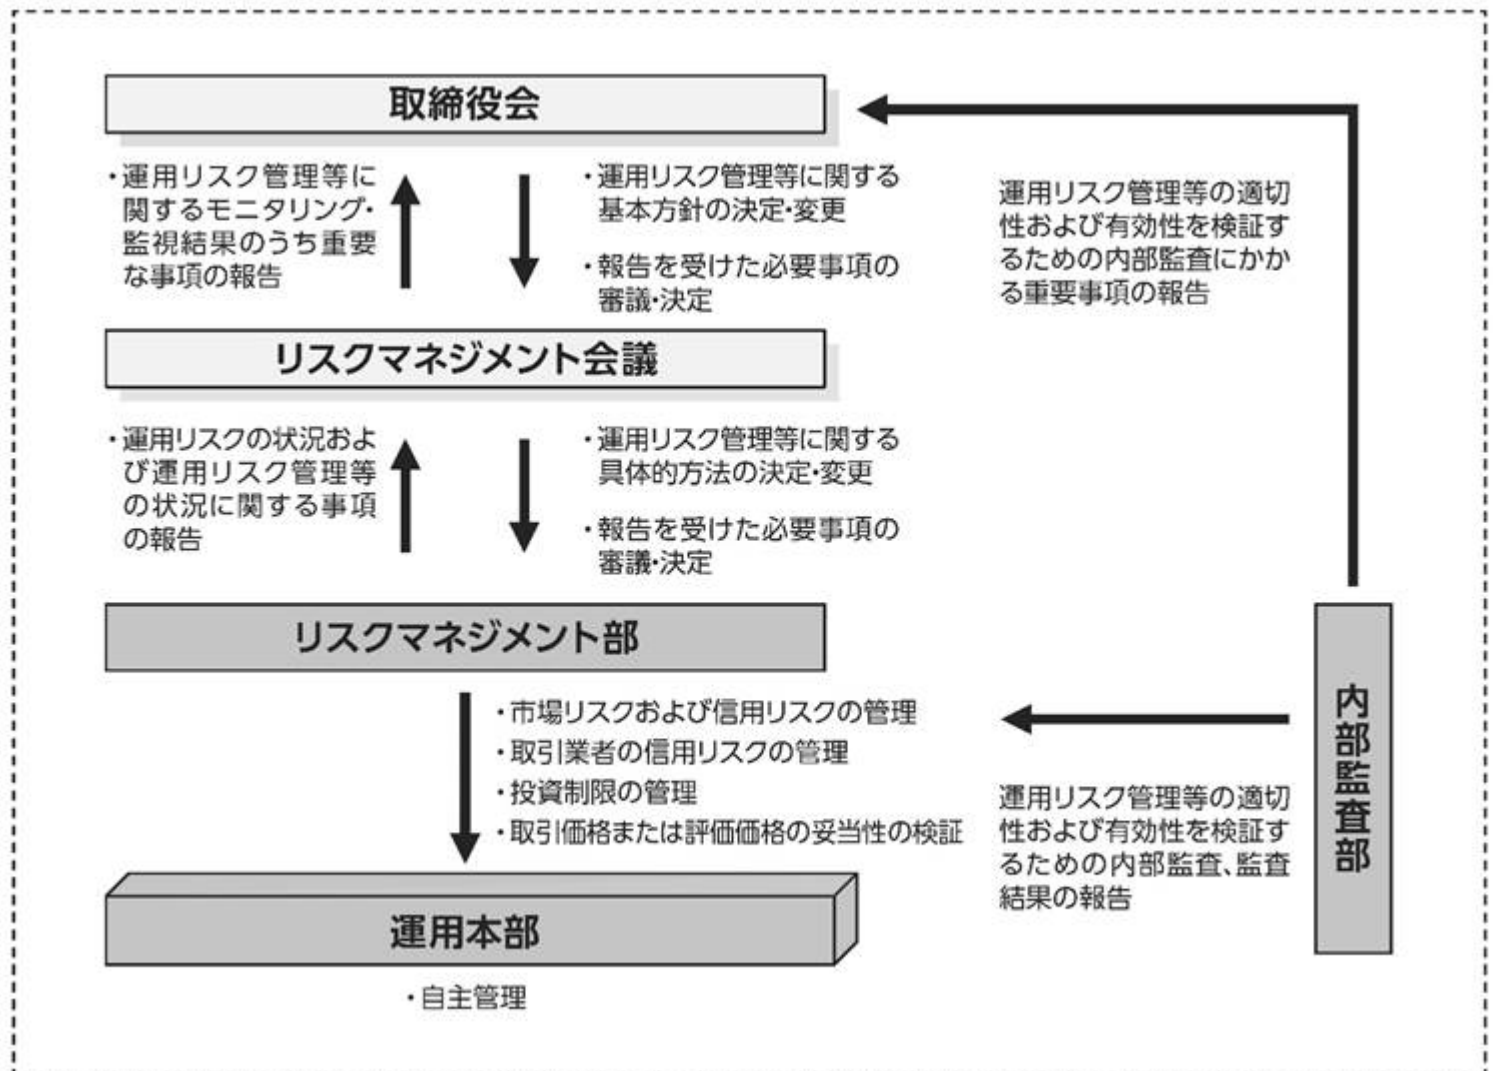 取締役会
・運用リスク管理等に
関するモニタリング・
監視結果のうち重要
な事項の報告
・運用リスク管理等に関する
基本方針の決定・変更
・報告を受けた必要事項の
審議・決定
運用リスク管理等の適切
性および有効性を検証す
るための内部監査にかか
る重要事項の報告
リスクマネジメント会議
・運用リスクの状況およ
び運用リスク管理等
の状況に関する事項
の報告
・運用リスク管理等に関する
具体的方法の決定・変更
・報告を受けた必要事項の
審議・決定
リスクマネジメント部
・市場リスクおよび信用リスクの管理
・取引業者の信用リスクの管理
・投資制限の管理
・取引価格または評価価格の妥当性の検証
運用リスク管理等の適切
性および有効性を検証す
るための内部監査、監査
結果の報告
内部監査部
運用本部
・自主管理